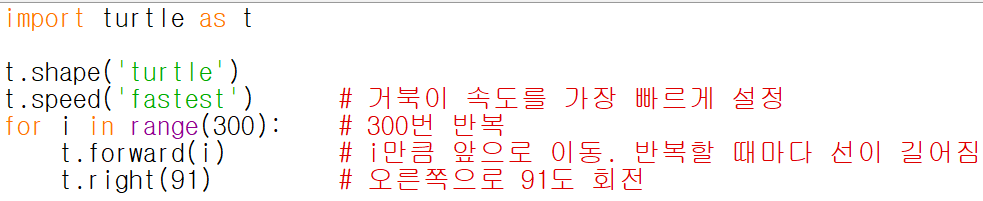 import turtle as t

t.shape('turtle')
t.speed('fastest')      # 거북이 속도를 가장 빠르게 설정
for i in range(300):    # 300번 반복
    t.forward(i)        # i만큼 앞으로 이동. 반복할 때마다 선이 길어짐
    t.right(91)         # 오른쪽으로 91도 회전